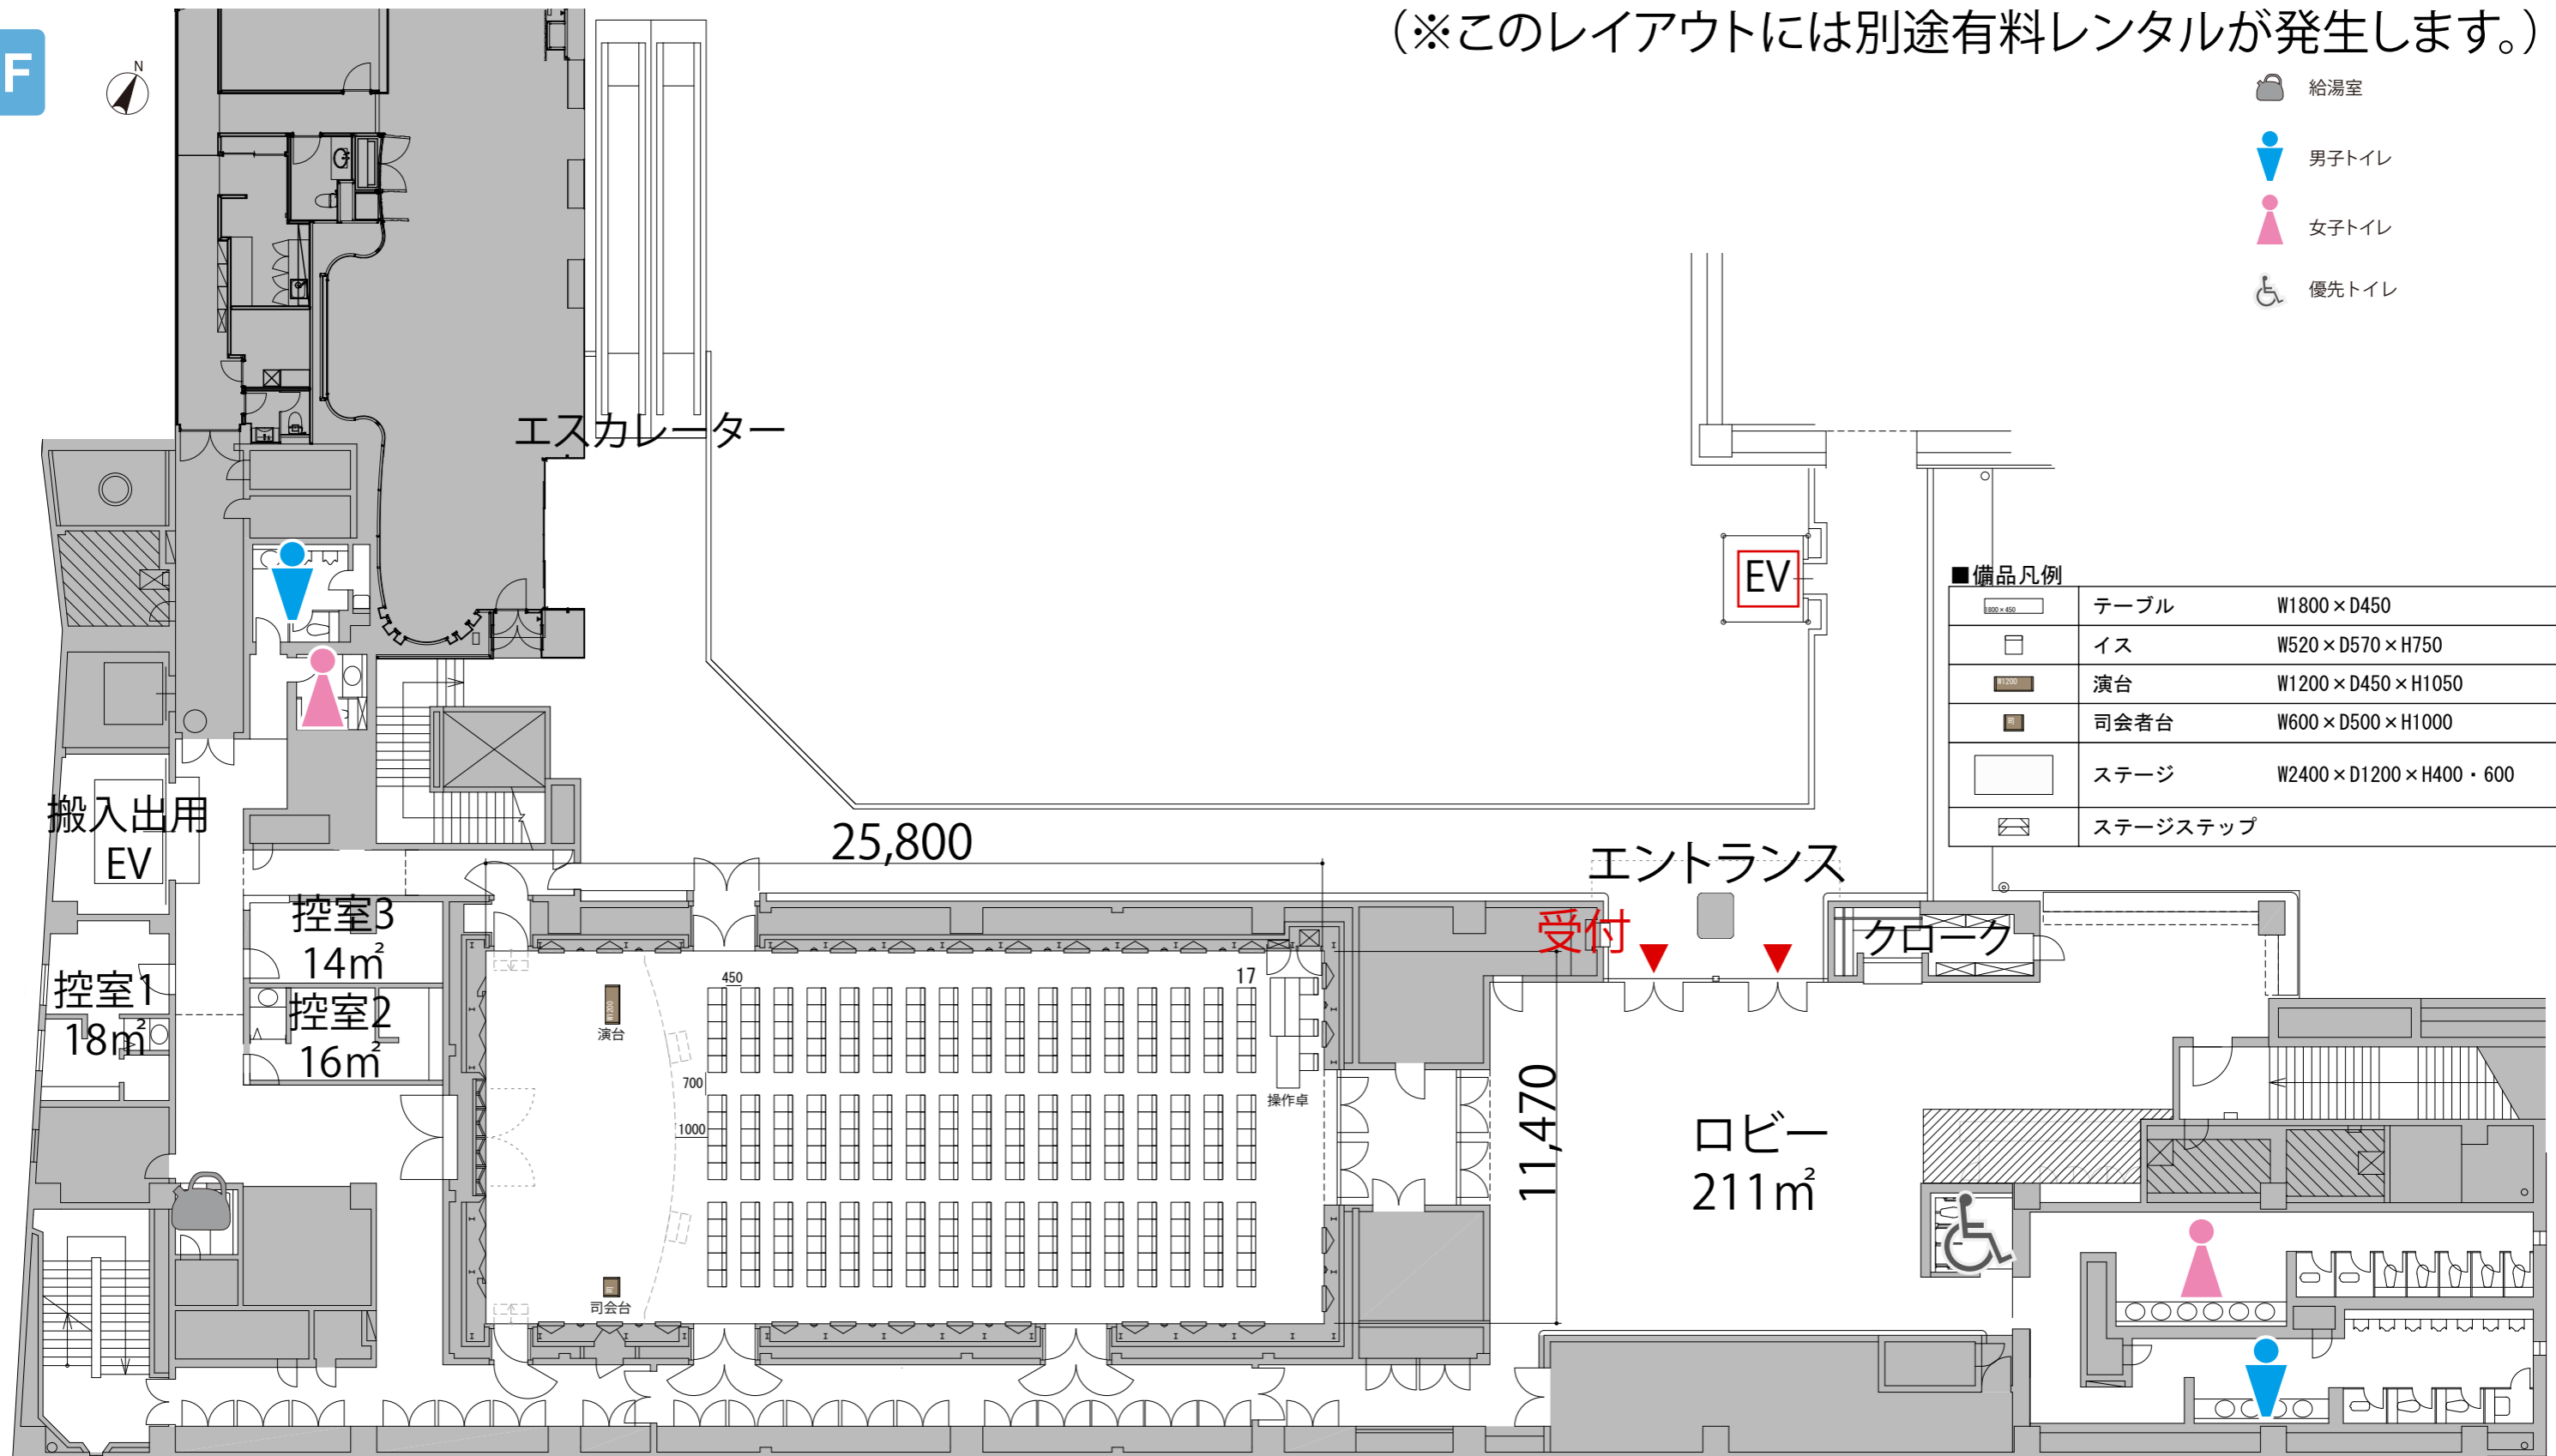 (※このレイアウトには別途有料レンタルが発生します。)
F
N
給湯室
男子トイレ
女子トイレ
優先トイレ
エスカレーター
EV
■備品凡例
1800×450 テーブル W1800×D450
イス W520×D570×H750
W1200 演台 W1200×D450×H1050
司 司会者台 W600×D500×H1000
ステージ W2400×D1200×H400・600
ステージステップ
搬入出用
EV
25,800
エントランス
受付
クローク
控室3
14㎡
控室1
18㎡
控室2
16㎡
450
17
W1200
演台
700
1000
操作卓
11,470
ロビー
211㎡
司
司会台